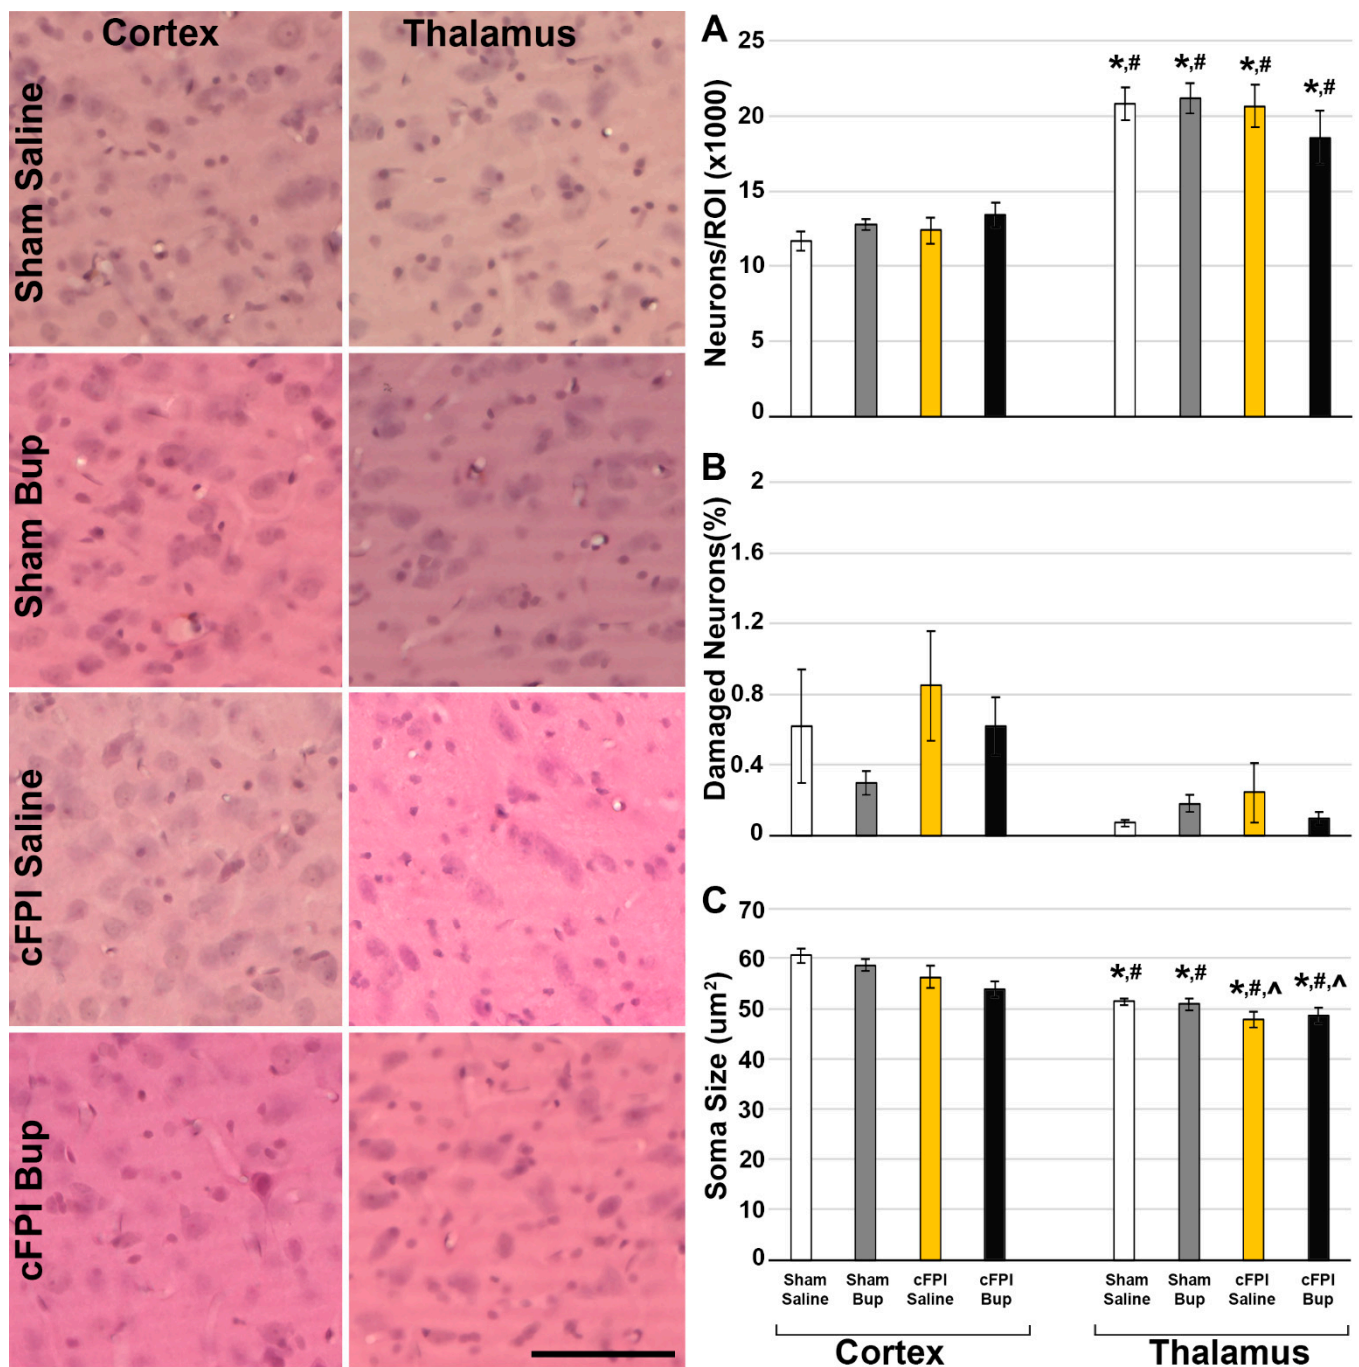 Cortex
Thalamus
Sham Saline
Sham Bup
cFPI Saline
cFPI Bup
A
Neurons/ROI (x1000)
25
20
15
10
5
0
*,#
*,#
*,#
*,#
B
Damaged Neurons(%)
2
1.6
1.2
0.8
0.4
0
C
Soma Size (um²)
70
60
50
40
30
20
10
0
*,#
*,#
*,#,^
*,#,^
Sham Saline
Sham Bup
cFPI Saline
cFPI Bup
Sham Saline
Sham Bup
cFPI Saline
cFPI Bup
Cortex
Thalamus